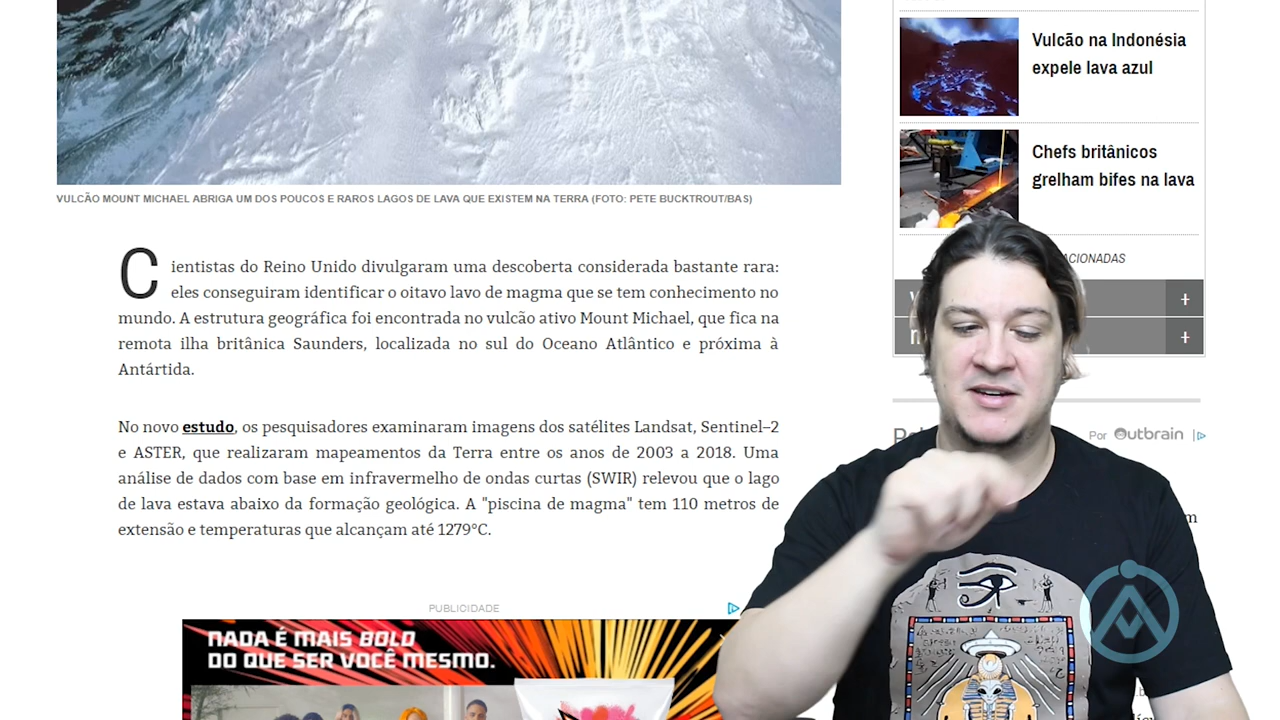 Vulcão na Indonésia
expele lava azul
Chefs britânicos
grelham bifes na lava
VULCÃO MOUNT MICHAEL ABRIGA UM DOS POUCOS E RAROS LAGOS DE LAVA QUE EXISTEM NA TERRA (FOTO: PETE BUCKTROUT/BAS)
Cientistas do Reino Unido divulgaram uma descoberta considerada bastante rara:
eles conseguiram identificar o oitavo lavo de magma que se tem conhecimento no
mundo. A estrutura geográfica foi encontrada no vulcão ativo Mount Michael, que fica na
remota ilha britânica Saunders, localizada no sul do Oceano Atlântico e próxima à
Antártida.
No novo estudo, os pesquisadores examinaram imagens dos satélites Landsat, Sentinel–2
e ASTER, que realizaram mapeamentos da Terra entre os anos de 2003 a 2018. Uma
análise de dados com base em infravermelho de ondas curtas (SWIR) relevou que o lago
de lava estava abaixo da formação geológica. A "piscina de magma" tem 110 metros de
extensão e temperaturas que alcançam até 1279°C.
Por Outbrain
PUBLICIDADE
NADA É MAIS BOLD
DO QUE SER VOCÊ MESMO.